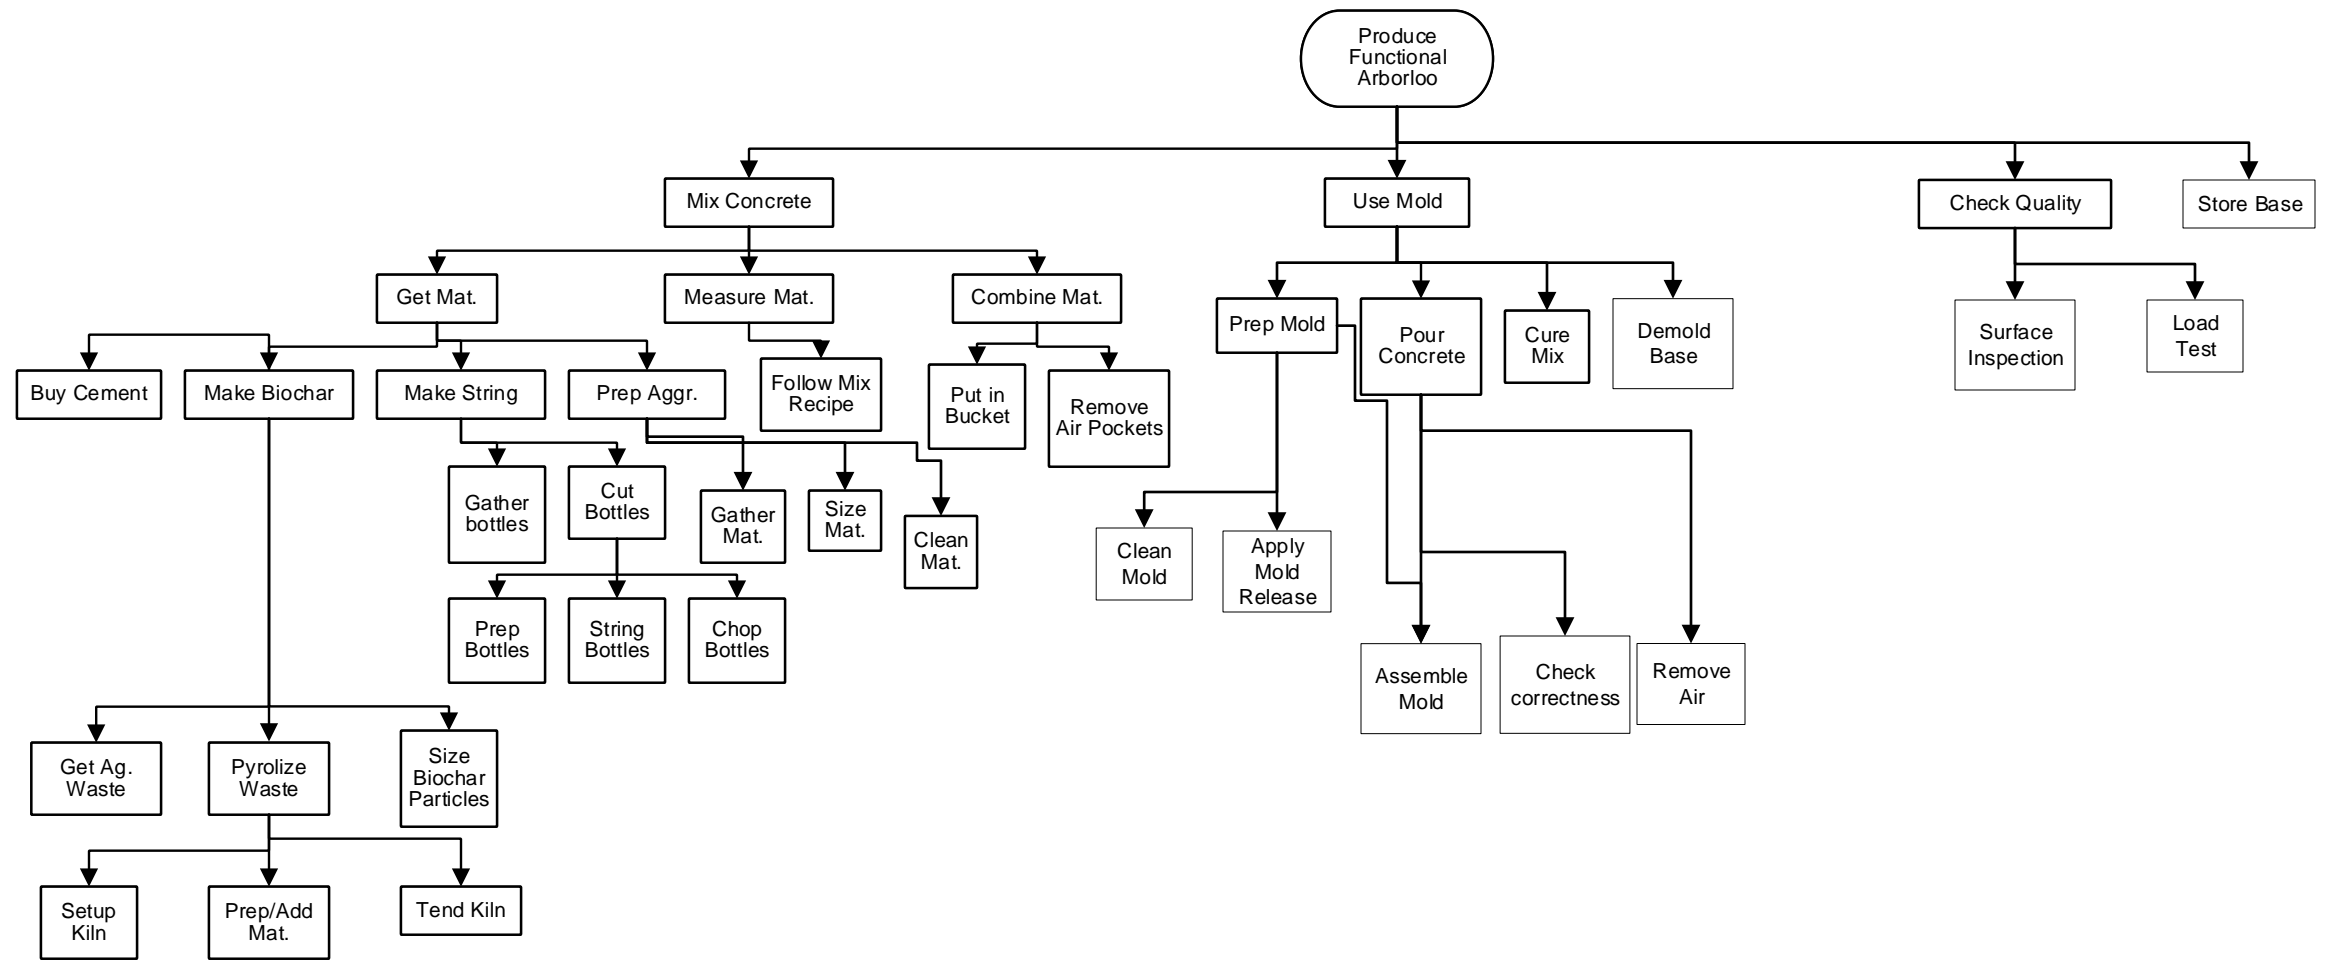 Produce
Functional
Arborloo
Mix Concrete
Use Mold
Check Quality
Store Base
Get Mat.
Measure Mat.
Combine Mat.
Prep Mold
Pour
Concrete
Cure
Mix
Demold
Base
Surface
Inspection
Load
Test
Buy Cement
Make Biochar
Make String
Prep Aggr.
Follow Mix
Recipe
Put in
Bucket
Remove
Air Pockets
Gather
bottles
Cut
Bottles
Gather
Mat.
Size
Mat.
Clean
Mat.
Clean
Mold
Apply
Mold
Release
Prep
Bottles
String
Bottles
Chop
Bottles
Assemble
Mold
Check
correctness
Remove
Air
Get Ag.
Waste
Pyrolize
Waste
Size
Biochar
Particles
Setup
Kiln
Prep/Add
Mat.
Tend Kiln